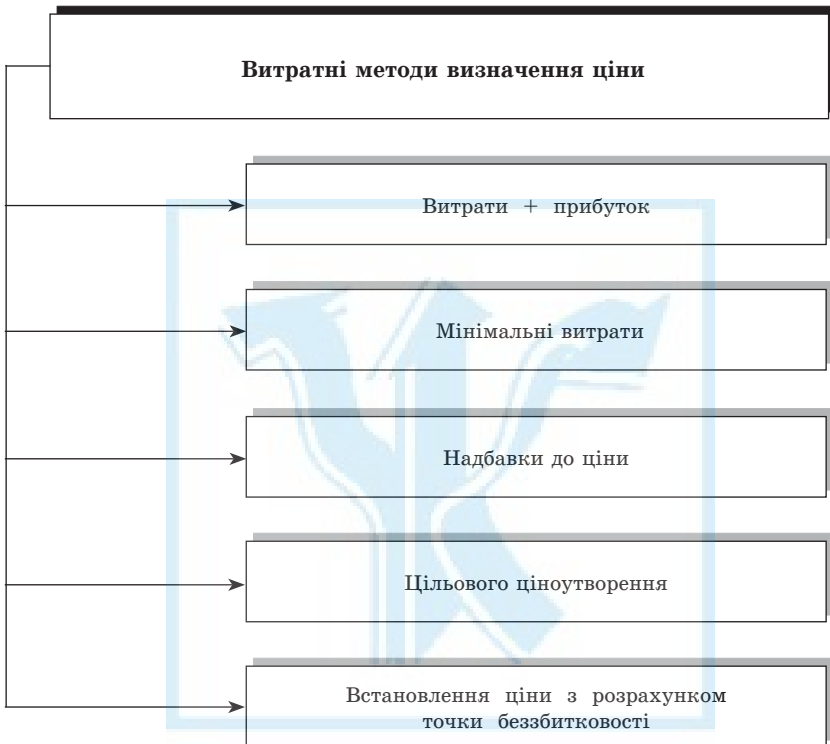 Витратні методи визначення ціни
Витрати + прибуток
Мінімальні витрати
Надбавки до ціни
Цільового ціноутворення
Встановлення ціни з розрахунком
точки беззбитковості